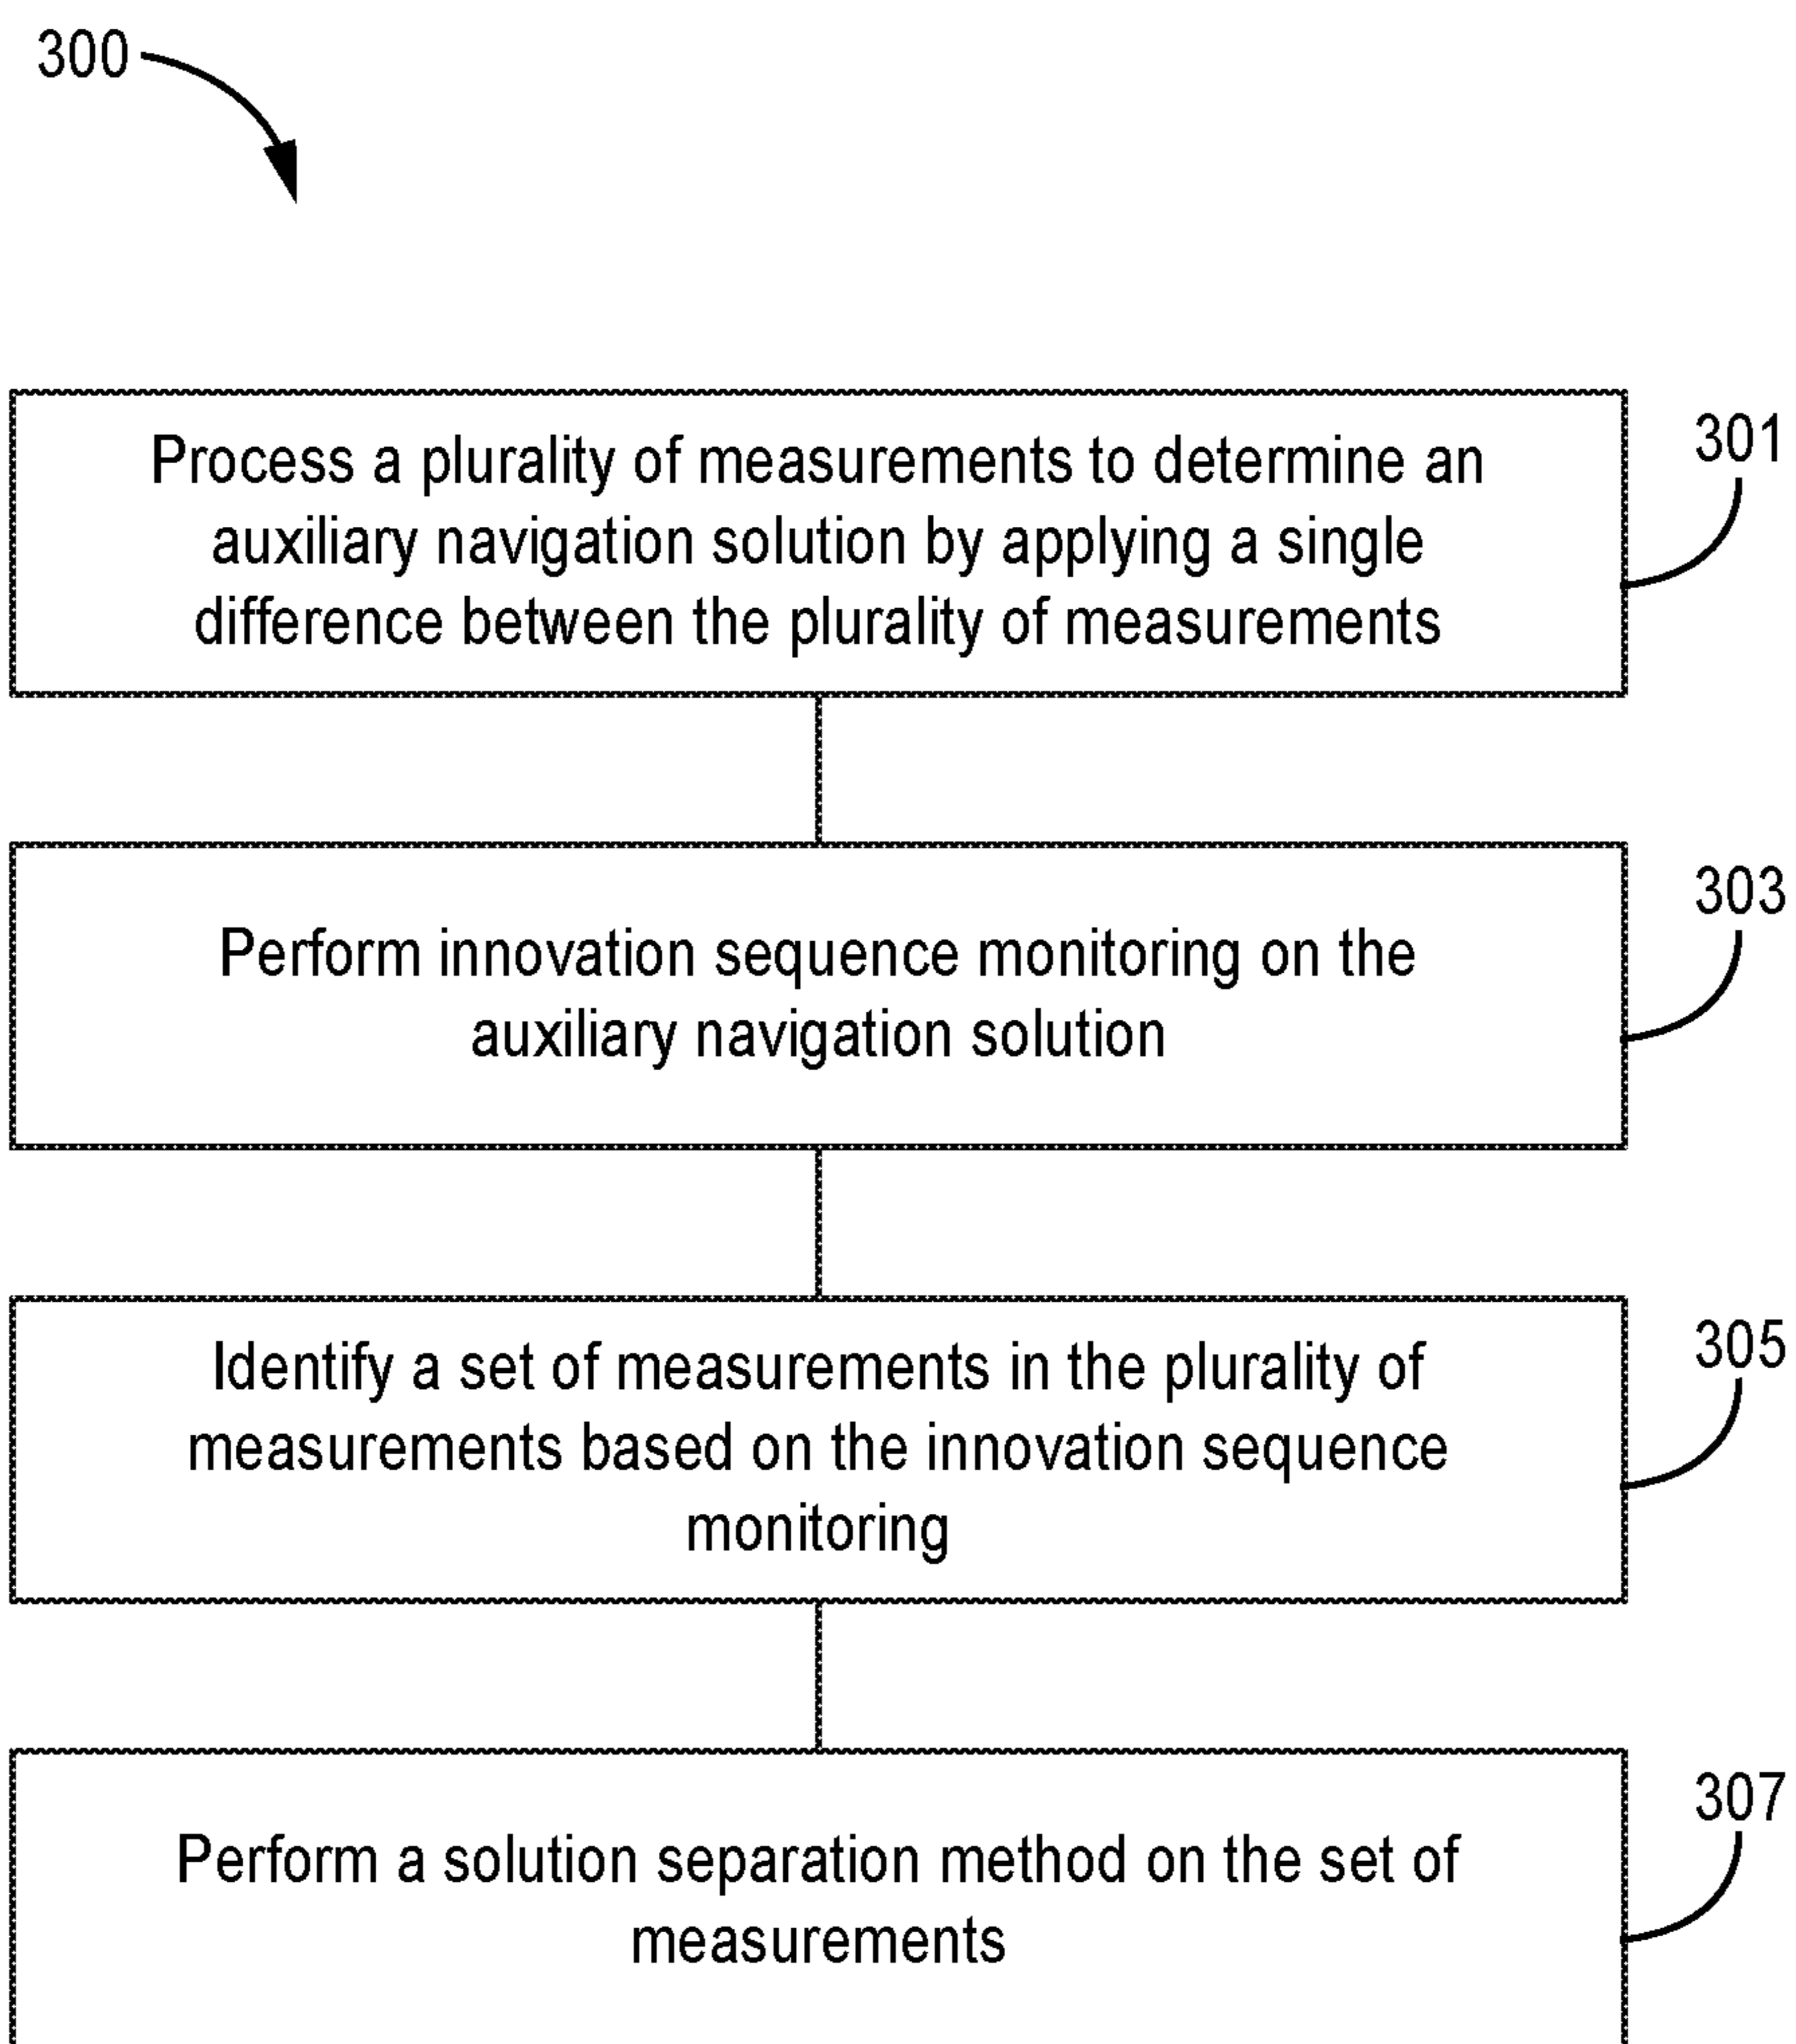 300
Process a plurality of measurements to determine an
auxiliary navigation solution by applying a single
difference between the plurality of measurements
301
Perform innovation sequence monitoring on the
auxiliary navigation solution
303
Identify a set of measurements in the plurality of
measurements based on the innovation sequence
monitoring
305
Perform a solution separation method on the set of
measurements
307